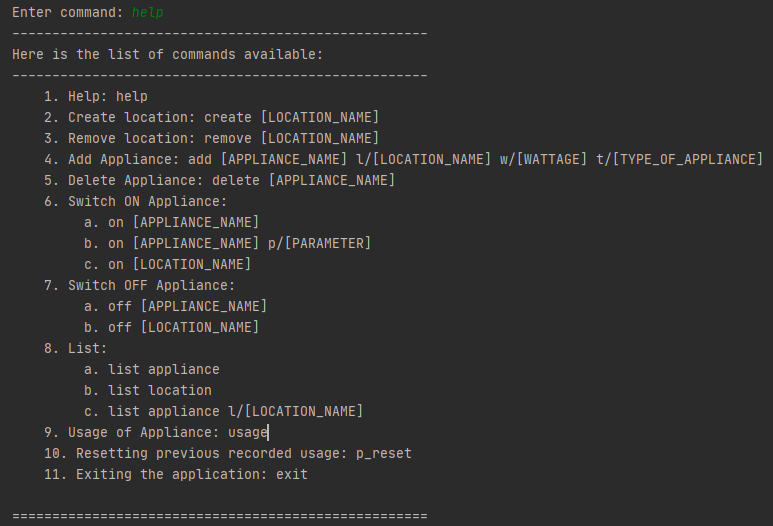 Enter command: help
----------------------------------------------------
Here is the list of commands available:
----------------------------------------------------
    1. Help: help
    2. Create location: create [LOCATION_NAME]
    3. Remove location: remove [LOCATION_NAME]
    4. Add Appliance: add [APPLIANCE_NAME] l/[LOCATION_NAME] w/[WATTAGE] t/[TYPE_OF_APPLIANCE]
    5. Delete Appliance: delete [APPLIANCE_NAME]
    6. Switch ON Appliance:
         a. on [APPLIANCE_NAME]
         b. on [APPLIANCE_NAME] p/[PARAMETER]
         c. on [LOCATION_NAME]
    7. Switch OFF Appliance:
         a. off [APPLIANCE_NAME]
         b. off [LOCATION_NAME]
    8. List:
         a. list appliance
         b. list location
         c. list appliance l/[LOCATION_NAME]
    9. Usage of Appliance: usage
    10. Resetting previous recorded usage: p_reset
    11. Exiting the application: exit

====================================================